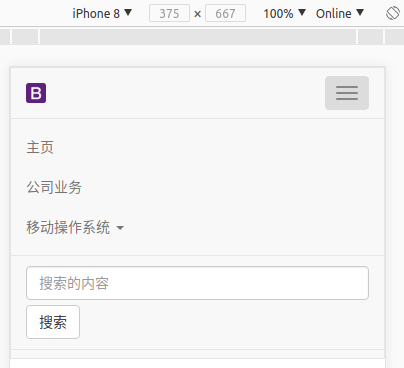 iPhone 8 ▼ 375 × 667 100% ▼ Online ▼
B
主页
公司业务
移动操作系统
搜索的内容
搜索